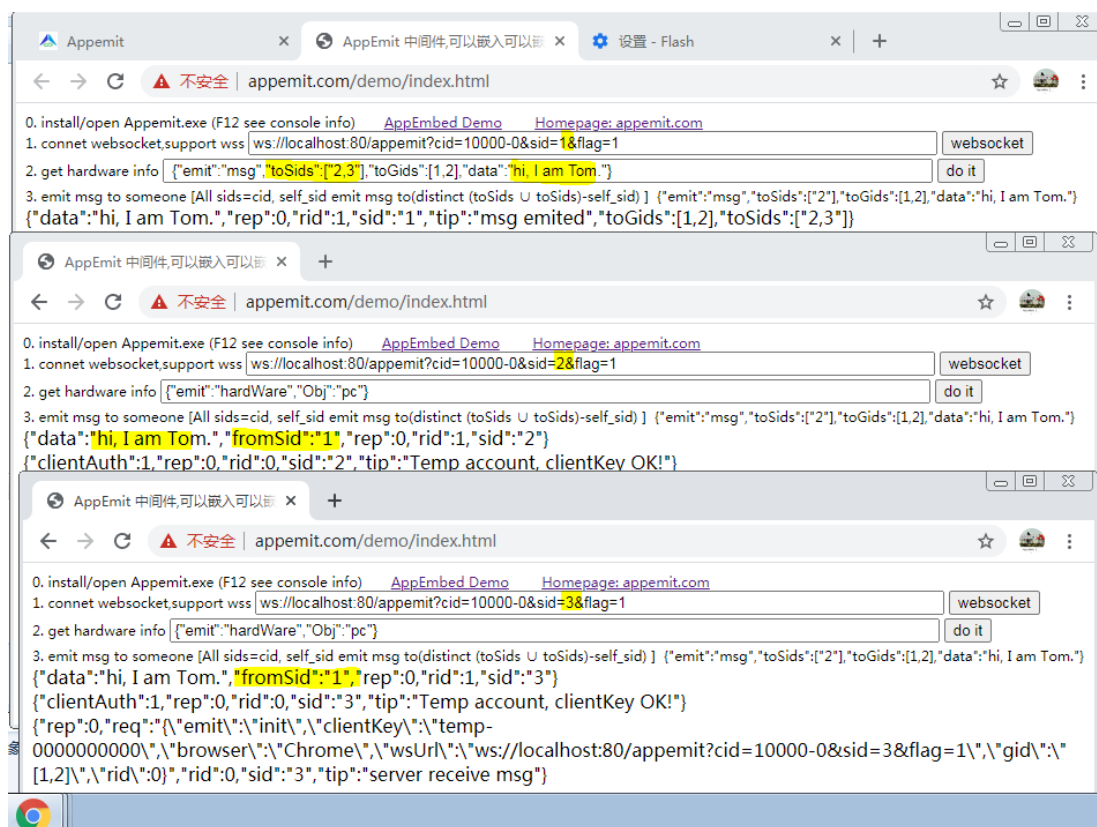 Appemit
AppEmit 中间件,可以嵌入可以
设置 - Flash
不安全 appemit.com/demo/index.html
0. install/open Appemit.exe (F12 see console info) AppEmbed Demo Homepage: appemit.com
1. connet websocket,support wss ws://localhost:80/appemit?cid=10000-0&sid=1&flag=1 websocket
2. get hardware info {"emit":"msg","toSids":["2,3"],"toGids":[1,2],"data":"hi, I am Tom."} do it
3. emit msg to someone [All sids=cid, self_sid emit msg to(distinct (toSids ∪ toSids)-self_sid) ] {"emit":"msg","toSids":["2"],"toGids":[1,2],"data":"hi, I am Tom."}
{"data":"hi, I am Tom.","rep":0,"rid":1,"sid":"1","tip":"msg emited","toGids":[1,2],"toSids":["2,3"]}
AppEmit 中间件,可以嵌入可以
不安全 appemit.com/demo/index.html
0. install/open Appemit.exe (F12 see console info) AppEmbed Demo Homepage: appemit.com
1. connet websocket,support wss ws://localhost:80/appemit?cid=10000-0&sid=2&flag=1 websocket
2. get hardware info {"emit":"hardWare","Obj":"pc"} do it
3. emit msg to someone [All sids=cid, self_sid emit msg to(distinct (toSids ∪ toSids)-self_sid) ] {"emit":"msg","toSids":["2"],"toGids":[1,2],"data":"hi, I am Tom."}
{"data":"hi, I am Tom.","fromSid":"1","rep":0,"rid":1,"sid":"2"}
{"clientAuth":1,"rep":0,"rid":0,"sid":"2","tip":"Temp account, clientKey OK!"}
AppEmit 中间件,可以嵌入可以
不安全 appemit.com/demo/index.html
0. install/open Appemit.exe (F12 see console info) AppEmbed Demo Homepage: appemit.com
1. connet websocket,support wss ws://localhost:80/appemit?cid=10000-0&sid=3&flag=1 websocket
2. get hardware info {"emit":"hardWare","Obj":"pc"} do it
3. emit msg to someone [All sids=cid, self_sid emit msg to(distinct (toSids ∪ toSids)-self_sid) ] {"emit":"msg","toSids":["2"],"toGids":[1,2],"data":"hi, I am Tom."}
{"data":"hi, I am Tom.","fromSid":"1","rep":0,"rid":1,"sid":"3"}
{"clientAuth":1,"rep":0,"rid":0,"sid":"3","tip":"Temp account, clientKey OK!"}
{"rep":0,"req":"{\"emit\":\"init\",\"clientKey\":\"temp-
0000000000\",\"browser\":\"Chrome\",\"wsUrl\":\"ws://localhost:80/appemit?cid=10000-0&sid=3&flag=1\",\"gid\":\"
[1,2]\",\"rid\":0}","rid":0,"sid":"3","tip":"server receive msg"}